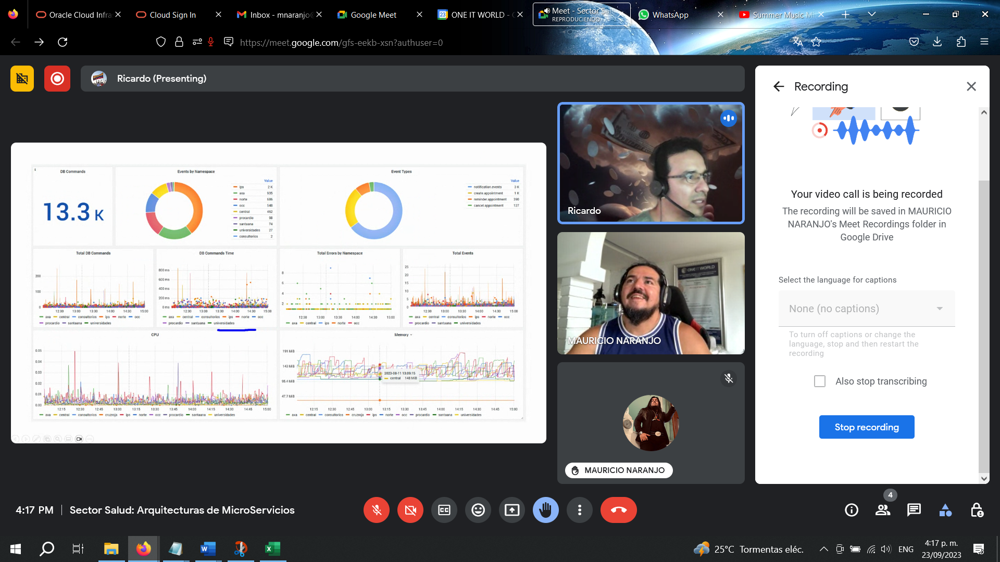 Oracle Cloud Infra
Cloud Sign In
Inbox - mnaranjo@
Google Meet
ONE IT WORLD - C
Meet - Sector Sal
REPRODUCIENDO
WhatsApp
Summer Music M
https://meet.google.com/gfs-eekb-xsn?authuser=0
Ricardo (Presenting)
Recording
DB Commands
13.3 K
Events by Namespace
Value
ips 2 K
axa 935
norte 686
occ 548
central 462
procardio 98
santaana 74
universidades 27
consultorios 2
Event Types
Value
notification.events 3 K
create.appointment 1 K
reminder.appointment 390
cancel.appointment 127
Total DB Commands
200
100
0
12:30 13:00 13:30 14:00 14:30 15:00
axa central consultorios ips norte occ
procardio santaana universidades
DB Commands Time
800 ms
600 ms
400 ms
200 ms
0 ms
12:30 13:00 13:30 14:00 14:30 15:00
axa central consultorios ips norte occ
procardio santaana universidades
Total Errors by Namespace
8
6
4
2
12:30 13:00 13:30 14:00 14:30 15:00
axa central ips norte occ
Total Events
25
20
15
10
5
0
12:30 13:00 13:30 14:00 14:30 15:00
axa central consultorios ips norte occ
procardio santaana universidades
CPU
0.05
0.04
0.03
0.02
0.01
0.00
12:15 12:30 12:45 13:00 13:15 13:30 13:45 14:00 14:15 14:30 14:45 15:00
axa central consultorios cruzroja ips norte occ procardio santaana universidades
Memory
191 MiB
143 MiB
95.4 MiB
47.7 MiB
2023-08-11 13:09:15
central 148 MiB
12:15 12:30 12:45 13:00 13:15 13:30 13:45 14:00 14:15 14:30 14:45 15:00
axa central consultorios cruzroja ips norte occ procardio santaana universidades
Ricardo
ONE IT WORLD
MAURICIO NARANJO
MAURICIO NARANJO
Your video call is being recorded
The recording will be saved in MAURICIO
NARANJO's Meet Recordings folder in
Google Drive
Select the language for captions
None (no captions)
To turn off captions or change the
language, stop and then restart the
recording
Also stop transcribing
Stop recording
4:17 PM
Sector Salud: Arquitecturas de MicroServicios
4
25°C Tormentas eléc.
ENG
4:17 p. m.
23/09/2023